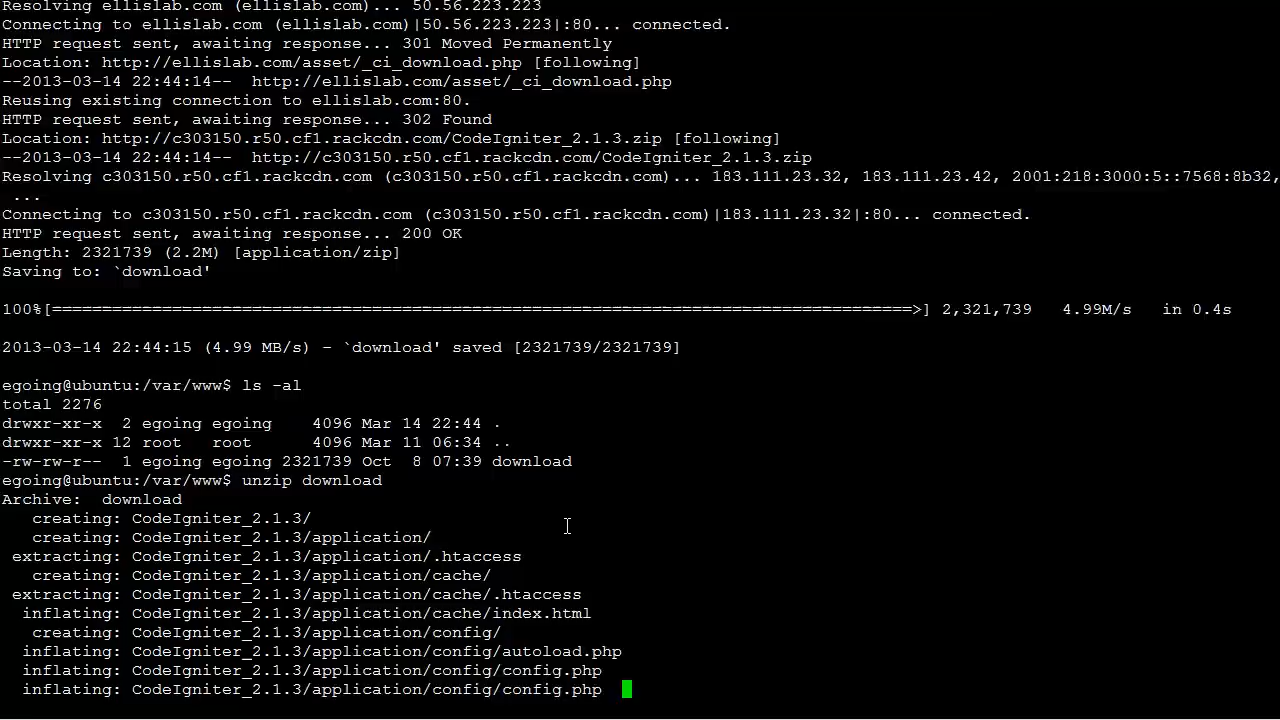 Resolving ellislab.com (ellislab.com)... 50.56.223.223
Connecting to ellislab.com (ellislab.com)|50.56.223.223|:80... connected.
HTTP request sent, awaiting response... 301 Moved Permanently
Location: http://ellislab.com/asset/_ci_download.php [following]
--2013-03-14 22:44:14--  http://ellislab.com/asset/_ci_download.php
Reusing existing connection to ellislab.com:80.
HTTP request sent, awaiting response... 302 Found
Location: http://c303150.r50.cf1.rackcdn.com/CodeIgniter_2.1.3.zip [following]
--2013-03-14 22:44:14--  http://c303150.r50.cf1.rackcdn.com/CodeIgniter_2.1.3.zip
Resolving c303150.r50.cf1.rackcdn.com (c303150.r50.cf1.rackcdn.com)... 183.111.23.32, 183.111.23.42, 2001:218:3000:5::7568:8b32,
...
Connecting to c303150.r50.cf1.rackcdn.com (c303150.r50.cf1.rackcdn.com)|183.111.23.32|:80... connected.
HTTP request sent, awaiting response... 200 OK
Length: 2321739 (2.2M) [application/zip]
Saving to: `download'
100%[======================================================================================>] 2,321,739   4.99M/s   in 0.4s
2013-03-14 22:44:15 (4.99 MB/s) - `download' saved [2321739/2321739]
egoing@ubuntu:/var/www$ ls -al
total 2276
drwxr-xr-x  2 egoing egoing    4096 Mar 14 22:44 .
drwxr-xr-x 12 root   root      4096 Mar 11 06:34 ..
-rw-rw-r--  1 egoing egoing 2321739 Oct  8 07:39 download
egoing@ubuntu:/var/www$ unzip download
Archive:  download
   creating: CodeIgniter_2.1.3/
   creating: CodeIgniter_2.1.3/application/
 extracting: CodeIgniter_2.1.3/application/.htaccess
   creating: CodeIgniter_2.1.3/application/cache/
 extracting: CodeIgniter_2.1.3/application/cache/.htaccess
  inflating: CodeIgniter_2.1.3/application/cache/index.html
   creating: CodeIgniter_2.1.3/application/config/
  inflating: CodeIgniter_2.1.3/application/config/autoload.php
  inflating: CodeIgniter_2.1.3/application/config/config.php
  inflating: CodeIgniter_2.1.3/application/config/config.php